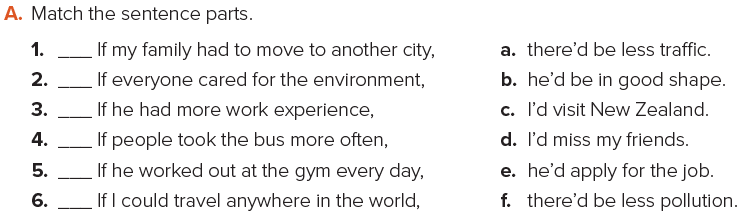 A. Match the sentence parts.
1. ____ If my family had to move to another city, a. there'd be less traffic.
2. ____ If everyone cared for the environment, b. he'd be in good shape.
3. ____ If he had more work experience, c. I'd visit New Zealand.
4. ____ If people took the bus more often, d. I'd miss my friends.
5. ____ If he worked out at the gym every day, e. he'd apply for the job.
6. ____ If I could travel anywhere in the world, f. there'd be less pollution.